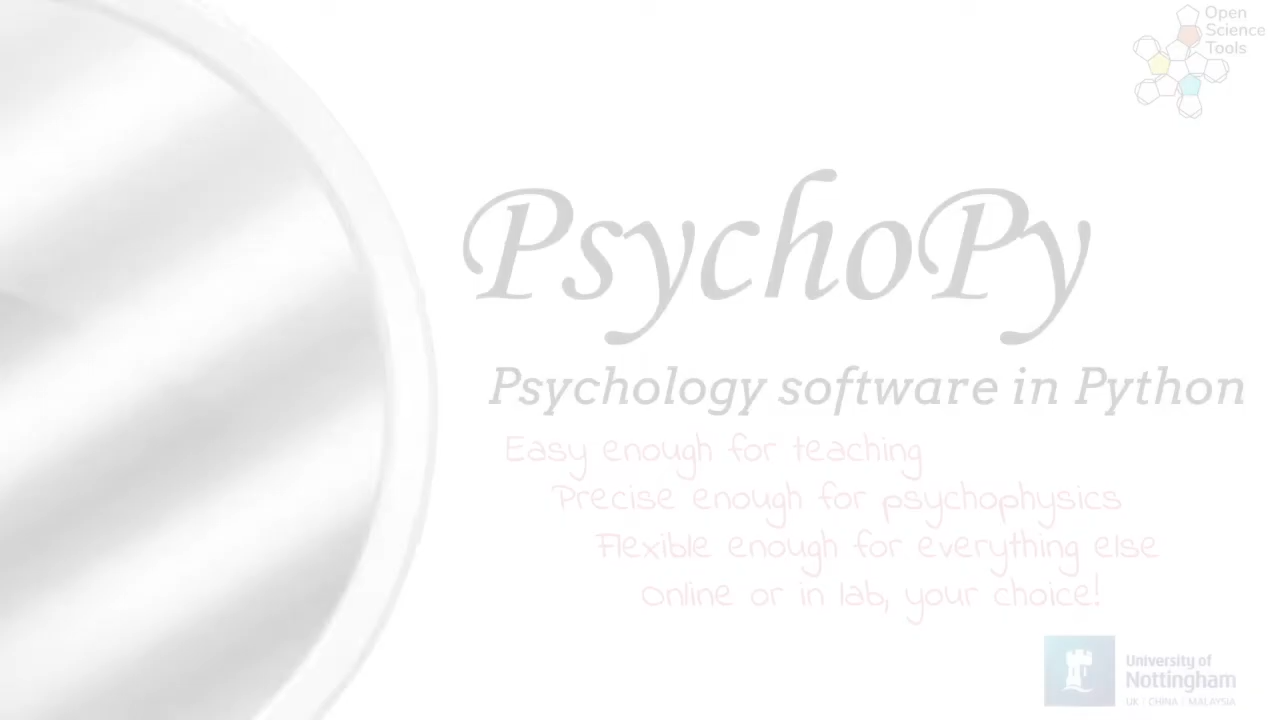 Open
Science
Tools
PsychoPy
Psychology software in Python
Easy enough for teaching
Precise enough for psychophysics
Flexible enough for everything else
Online or in lab, your choice!
University of
Nottingham
UK | CHINA | MALAYSIA